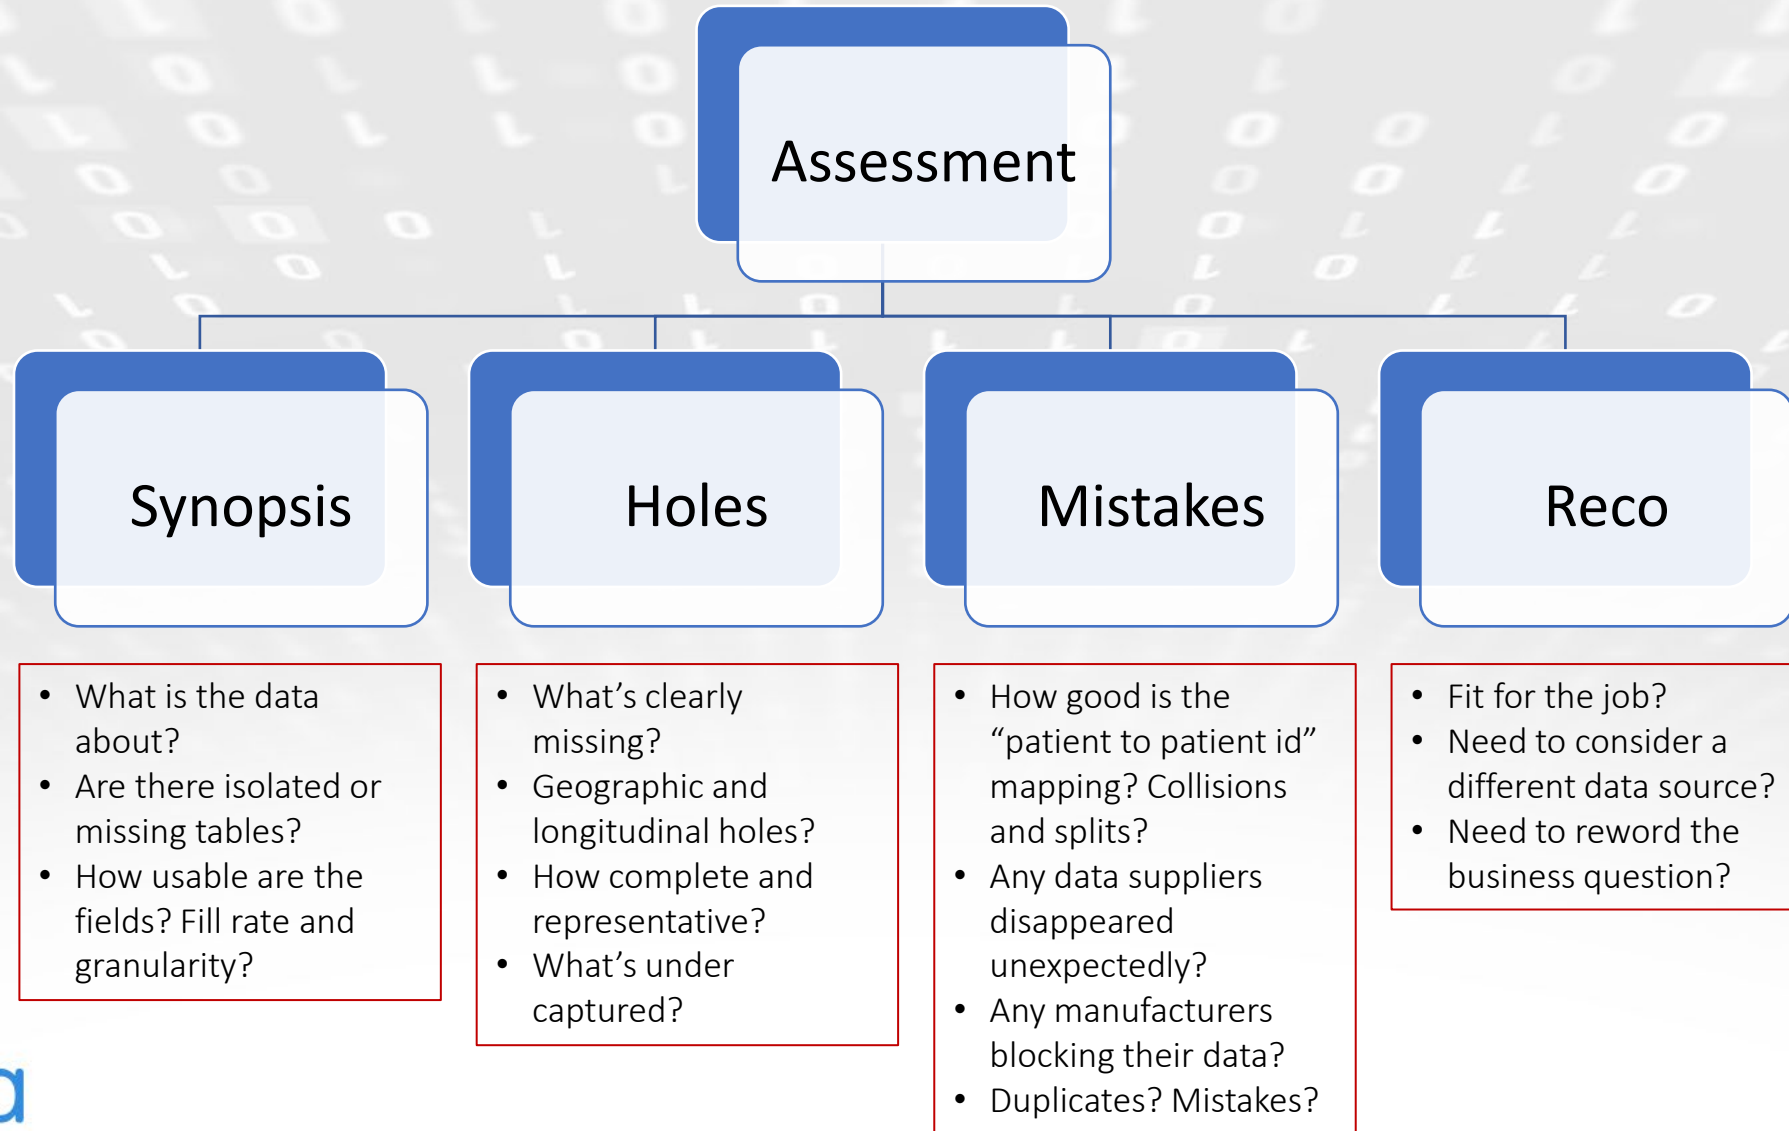 Assessment
Synopsis
Holes
Mistakes
Reco
• What is the data
about?
• Are there isolated or
missing tables?
• How usable are the
fields? Fill rate and
granularity?
• What’s clearly
missing?
• Geographic and
longitudinal holes?
• How complete and
representative?
• What’s under
captured?
• How good is the
“patient to patient id”
mapping? Collisions
and splits?
• Any data suppliers
disappeared
unexpectedly?
• Any manufacturers
blocking their data?
• Duplicates? Mistakes?
• Fit for the job?
• Need to consider a
different data source?
• Need to reword the
business question?